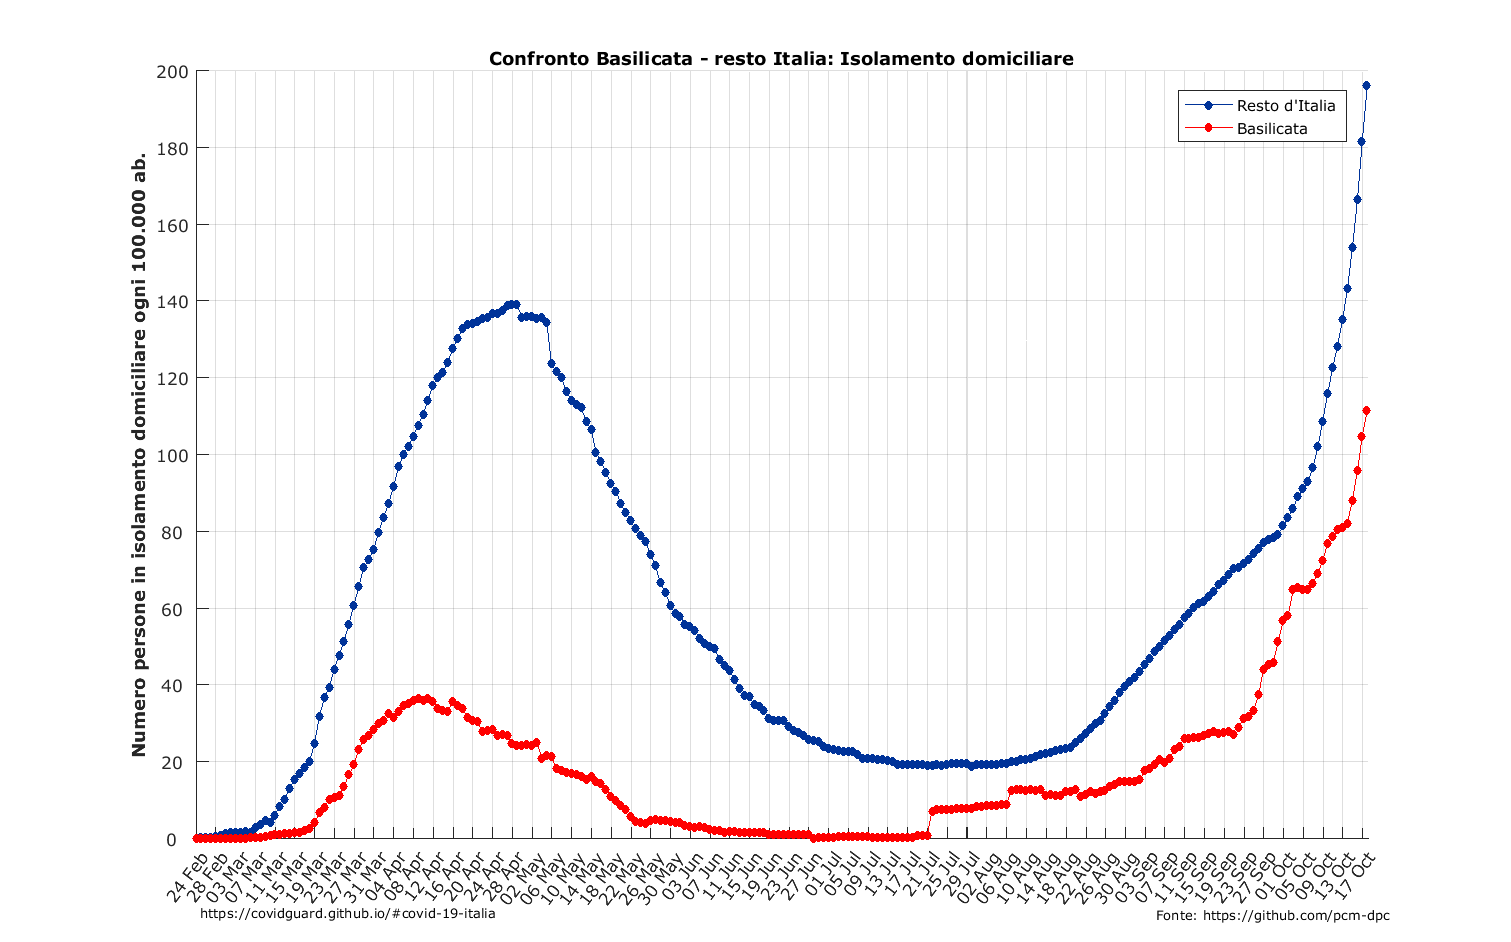 Confronto Basilicata - resto Italia: Isolamento domiciliare
Numero persone in isolamento domiciliare ogni 100.000 ab.
200
180
160
140
120
100
80
60
40
20
0
Resto d'Italia
Basilicata
24 Feb
28 Feb
03 Mar
07 Mar
11 Mar
15 Mar
19 Mar
23 Mar
27 Mar
31 Mar
04 Apr
08 Apr
12 Apr
16 Apr
20 Apr
24 Apr
28 Apr
02 May
06 May
10 May
14 May
18 May
22 May
26 May
30 May
03 Jun
07 Jun
11 Jun
15 Jun
19 Jun
23 Jun
27 Jun
01 Jul
05 Jul
09 Jul
13 Jul
17 Jul
21 Jul
25 Jul
29 Jul
02 Aug
06 Aug
10 Aug
14 Aug
18 Aug
22 Aug
26 Aug
30 Aug
03 Sep
07 Sep
11 Sep
15 Sep
19 Sep
23 Sep
27 Sep
01 Oct
05 Oct
09 Oct
13 Oct
17 Oct
https://covidguard.github.io/#covid-19-italia
Fonte: https://github.com/pcm-dpc